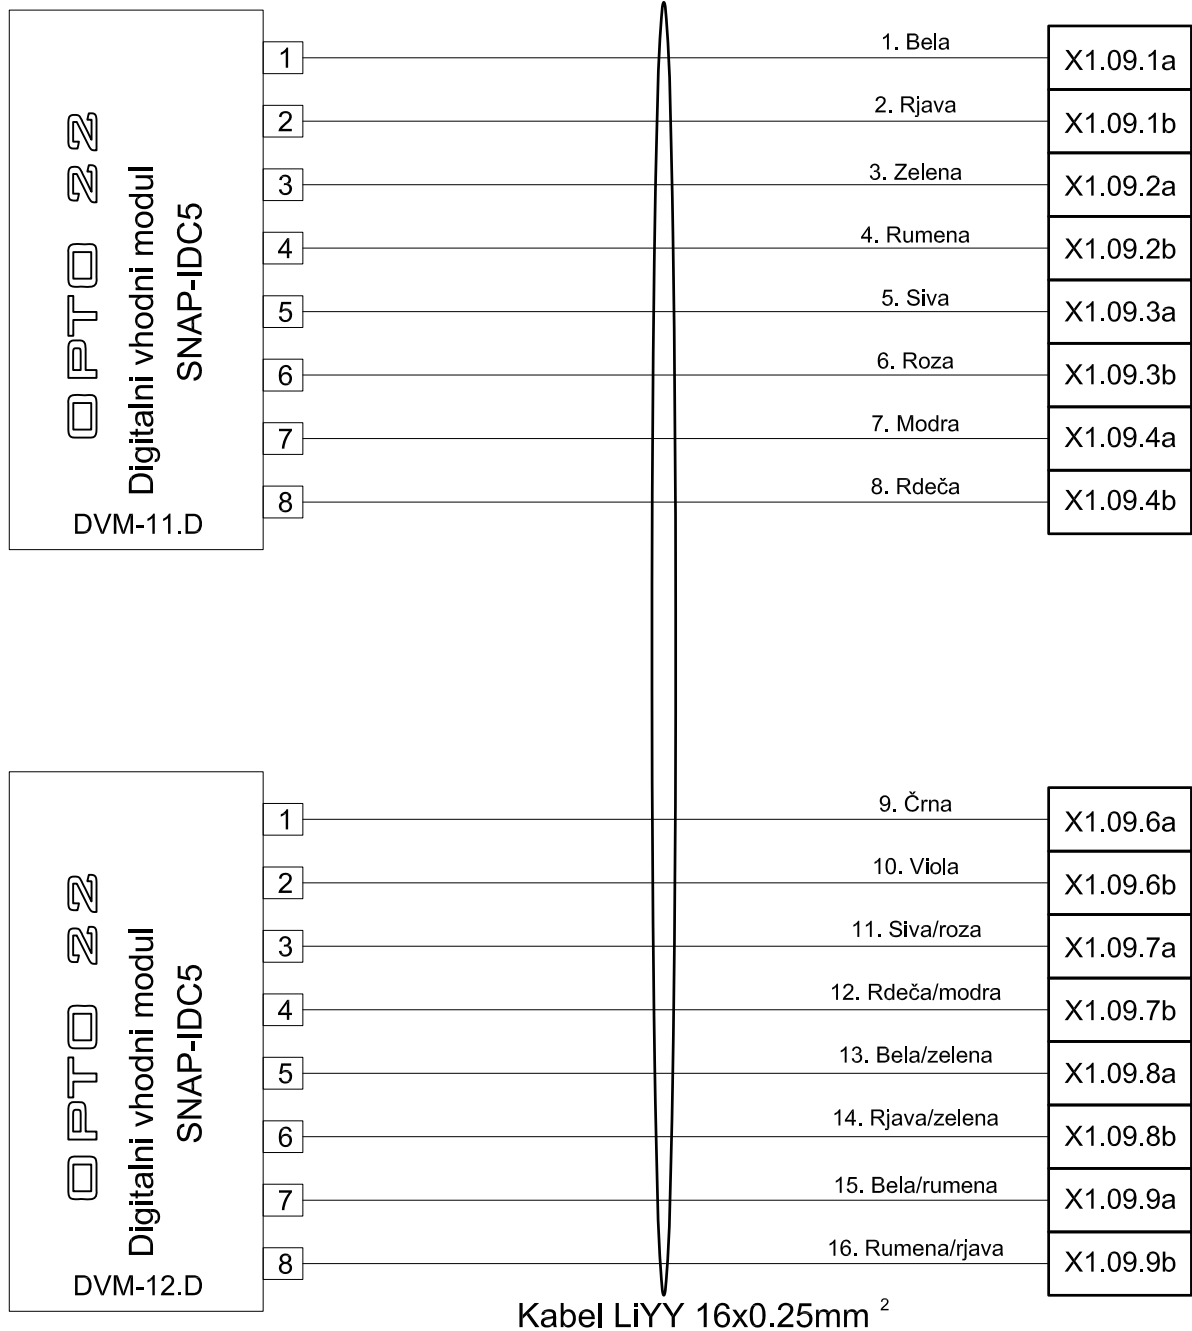 1 1. Bela X1.09.1a
2 2. Rjava X1.09.1b
3 3. Zelena X1.09.2a
4 4. Rumena X1.09.2b
5 5. Siva X1.09.3a
6 6. Roza X1.09.3b
7 7. Modra X1.09.4a
8 8. Rdeča X1.09.4b
OPTO 22
Digitalni vhodni modul
SNAP-IDC5
DVM-11.D
1 9. Črna X1.09.6a
2 10. Viola X1.09.6b
3 11. Siva/roza X1.09.7a
4 12. Rdeča/modra X1.09.7b
5 13. Bela/zelena X1.09.8a
6 14. Rjava/zelena X1.09.8b
7 15. Bela/rumena X1.09.9a
8 16. Rumena/rjava X1.09.9b
OPTO 22
Digitalni vhodni modul
SNAP-IDC5
DVM-12.D
Kabel LiYY 16x0.25mm ²